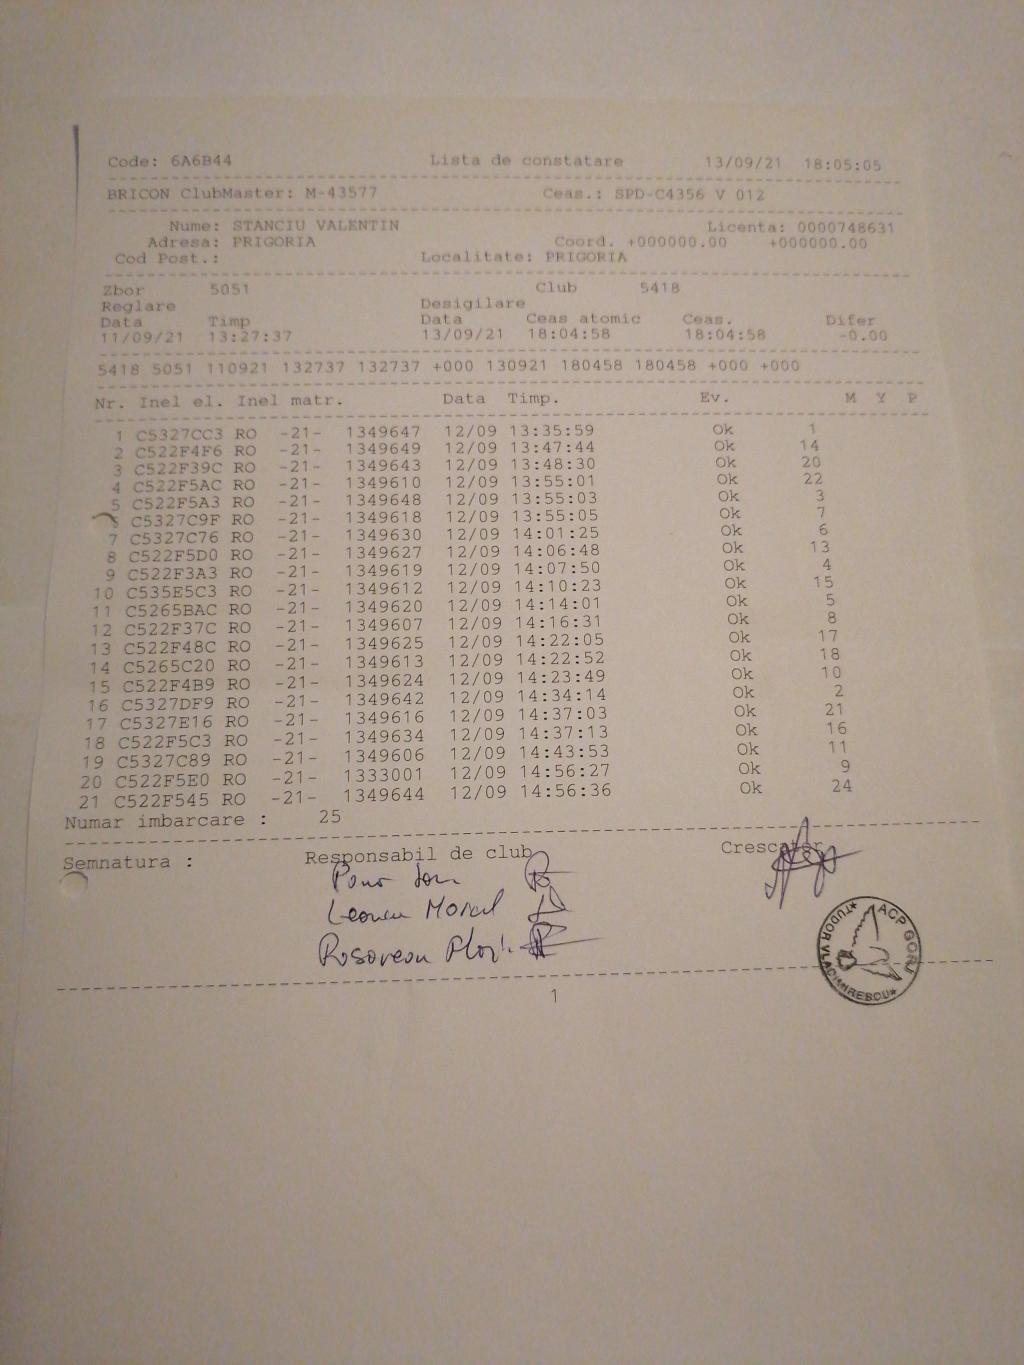 Code: 6A6B44 Lista de constatare 13/09/21 18:05:05
BRICON ClubMaster: M-43577 Ceas.: SPD-C4356 V 012
Nume: STANCIU VALENTIN Licenta: 0000748631
Adresa: PRIGORIA Coord. +000000.00 +000000.00
Cod Post.: Localitate: PRIGORIA
Zbor 5051 Club 5418
Reglare Desigilare
Data Timp Data Ceas atomic Ceas. Difer
11/09/21 13:27:37 13/09/21 18:04:58 18:04:58 -0.00
5418 5051 110921 132737 132737 +000 130921 180458 180458 +000 +000
Nr. Inel el. Inel matr. Data Timp. Ev. M Y P
1 C5327CC3 RO -21- 1349647 12/09 13:35:59 Ok 1
2 C522F4F6 RO -21- 1349649 12/09 13:47:44 Ok 14
3 C522F39C RO -21- 1349643 12/09 13:48:30 Ok 20
4 C522F5AC RO -21- 1349610 12/09 13:55:01 Ok 22
5 C522F5A3 RO -21- 1349648 12/09 13:55:03 Ok 3
C5327C9F RO -21- 1349618 12/09 13:55:05 Ok 7
7 C5327C76 RO -21- 1349630 12/09 14:01:25 Ok 6
8 C522F5D0 RO -21- 1349627 12/09 14:06:48 Ok 13
9 C522F3A3 RO -21- 1349619 12/09 14:07:50 Ok 4
10 C535E5C3 RO -21- 1349612 12/09 14:10:23 Ok 15
11 C5265BAC RO -21- 1349620 12/09 14:14:01 Ok 5
12 C522F37C RO -21- 1349607 12/09 14:16:31 Ok 8
13 C522F48C RO -21- 1349625 12/09 14:22:05 Ok 17
14 C5265C20 RO -21- 1349613 12/09 14:22:52 Ok 18
15 C522F4B9 RO -21- 1349624 12/09 14:23:49 Ok 10
16 C5327DF9 RO -21- 1349642 12/09 14:34:14 Ok 2
17 C5327E16 RO -21- 1349616 12/09 14:37:03 Ok 21
18 C522F5C3 RO -21- 1349634 12/09 14:37:13 Ok 16
19 C5327C89 RO -21- 1349606 12/09 14:43:53 Ok 11
20 C522F5E0 RO -21- 1333001 12/09 14:56:27 Ok 9
21 C522F545 RO -21- 1349644 12/09 14:56:36 Ok 24
Numar imbarcare : 25
Semnatura : Responsabil de club Crescator
ACP GORJ
TUDOR VLADIMIRESCU
1